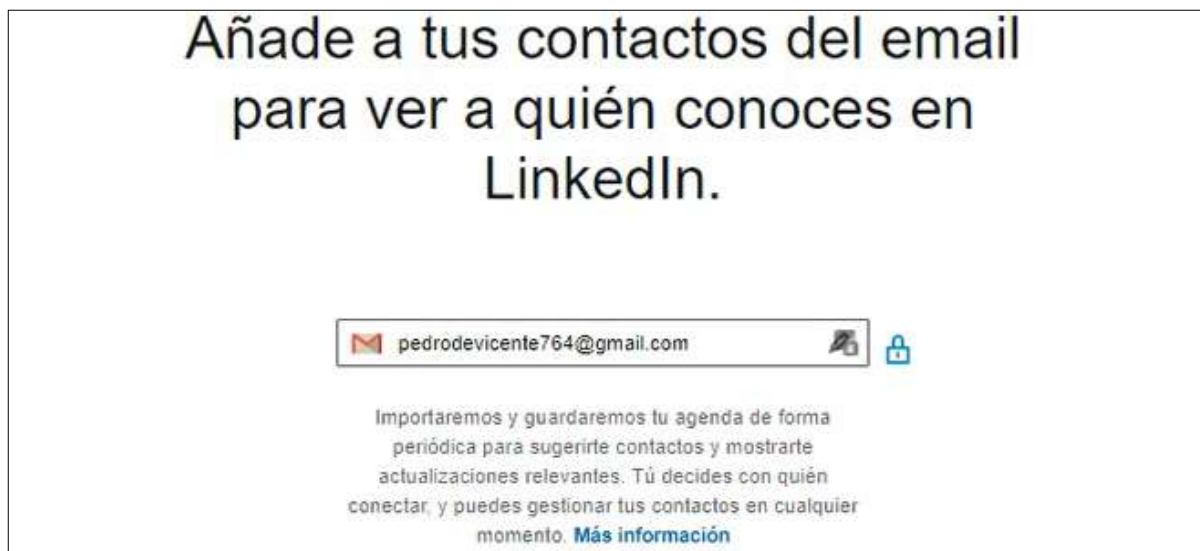 Añade a tus contactos del email
para ver a quién conoces en
LinkedIn.
pedrodevicente764@gmail.com
Importaremos y guardaremos tu agenda de forma
periódica para sugerirte contactos y mostrarte
actualizaciones relevantes. Tú decides con quién
conectar, y puedes gestionar tus contactos en cualquier
momento. Más información